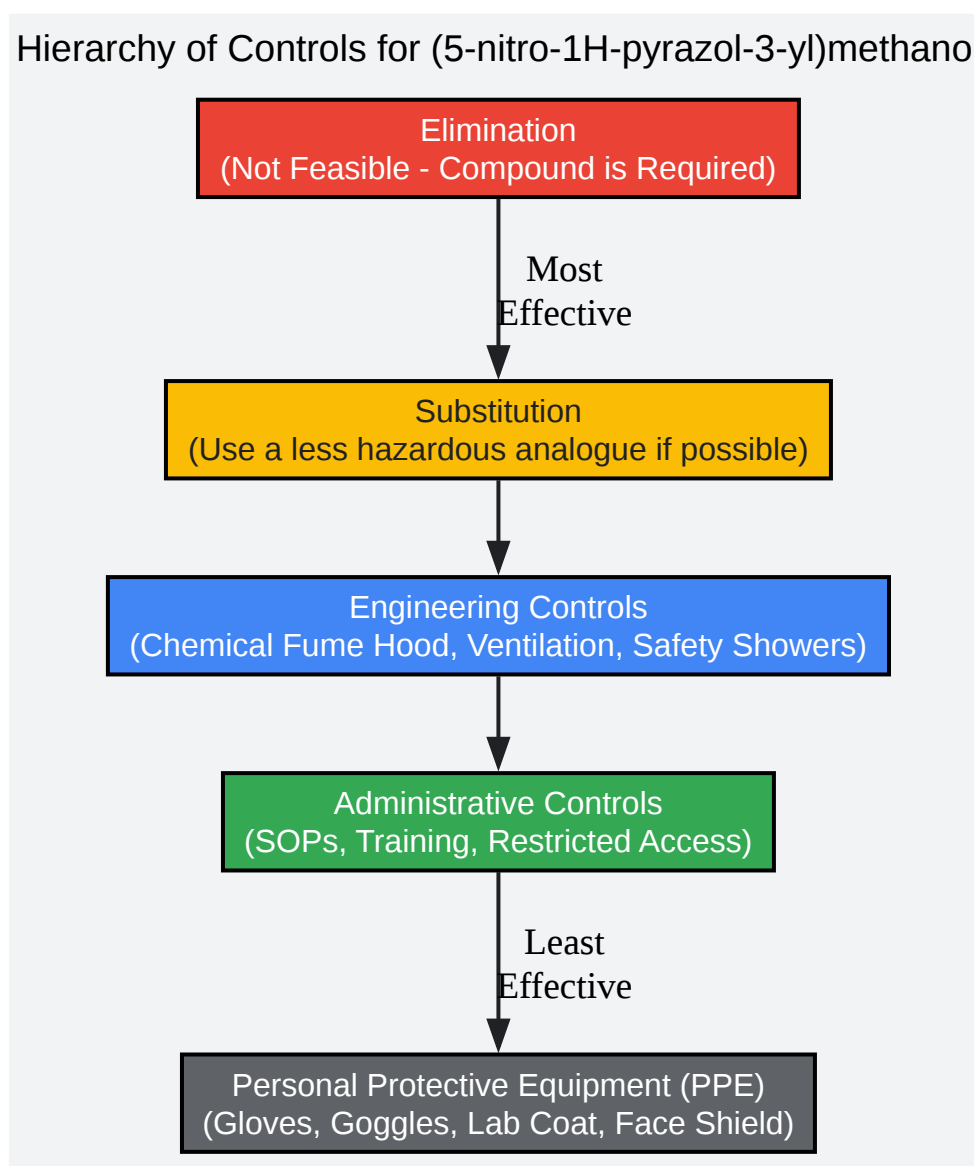 Hierarchy of Controls for (5-nitro-1H-pyrazol-3-yl)methano
Elimination
(Not Feasible - Compound is Required)
Most
Effective
Substitution
(Use a less hazardous analogue if possible)
Engineering Controls
(Chemical Fume Hood, Ventilation, Safety Showers)
Administrative Controls
(SOPs, Training, Restricted Access)
Least
Effective
Personal Protective Equipment (PPE)
(Gloves, Goggles, Lab Coat, Face Shield)